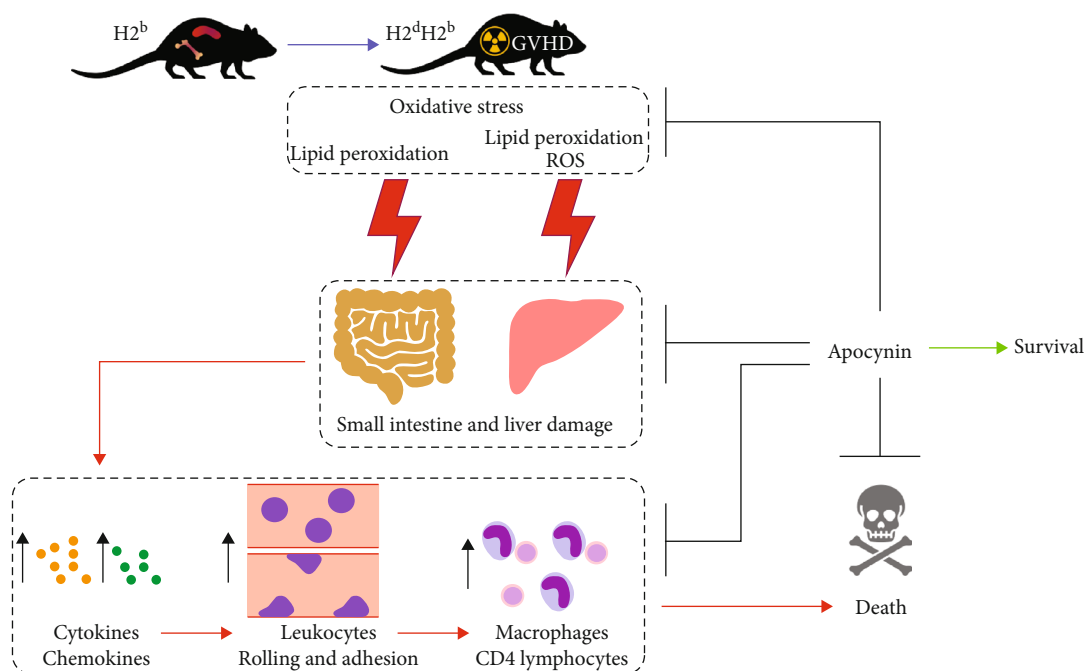 H2ᵇ
H2ᵈH2ᵇ
GVHD
Oxidative stress
Lipid peroxidation
Lipid peroxidation
ROS
Small intestine and liver damage
Apocynin
Survival
Cytokines
Chemokines
Leukocytes
Rolling and adhesion
Macrophages
CD4 lymphocytes
Death